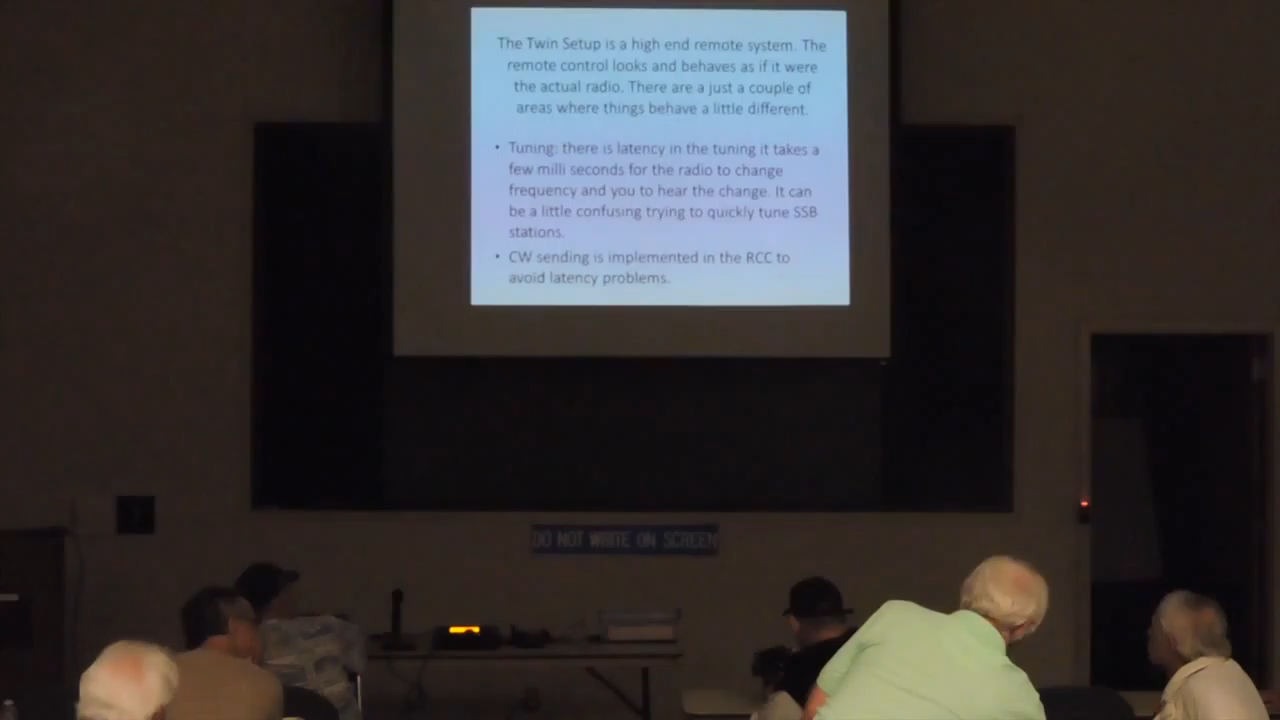 The Twin Setup is a high end remote system. The
remote control looks and behaves as if it were
the actual radio. There are a just a couple of
areas where things behave a little different.
• Tuning: there is latency in the tuning it takes a
few milli seconds for the radio to change
frequency and you to hear the change. It can
be a little confusing trying to quickly tune SSB
stations.
• CW sending is implemented in the RCC to
avoid latency problems.
DO NOT WRITE ON SCREEN